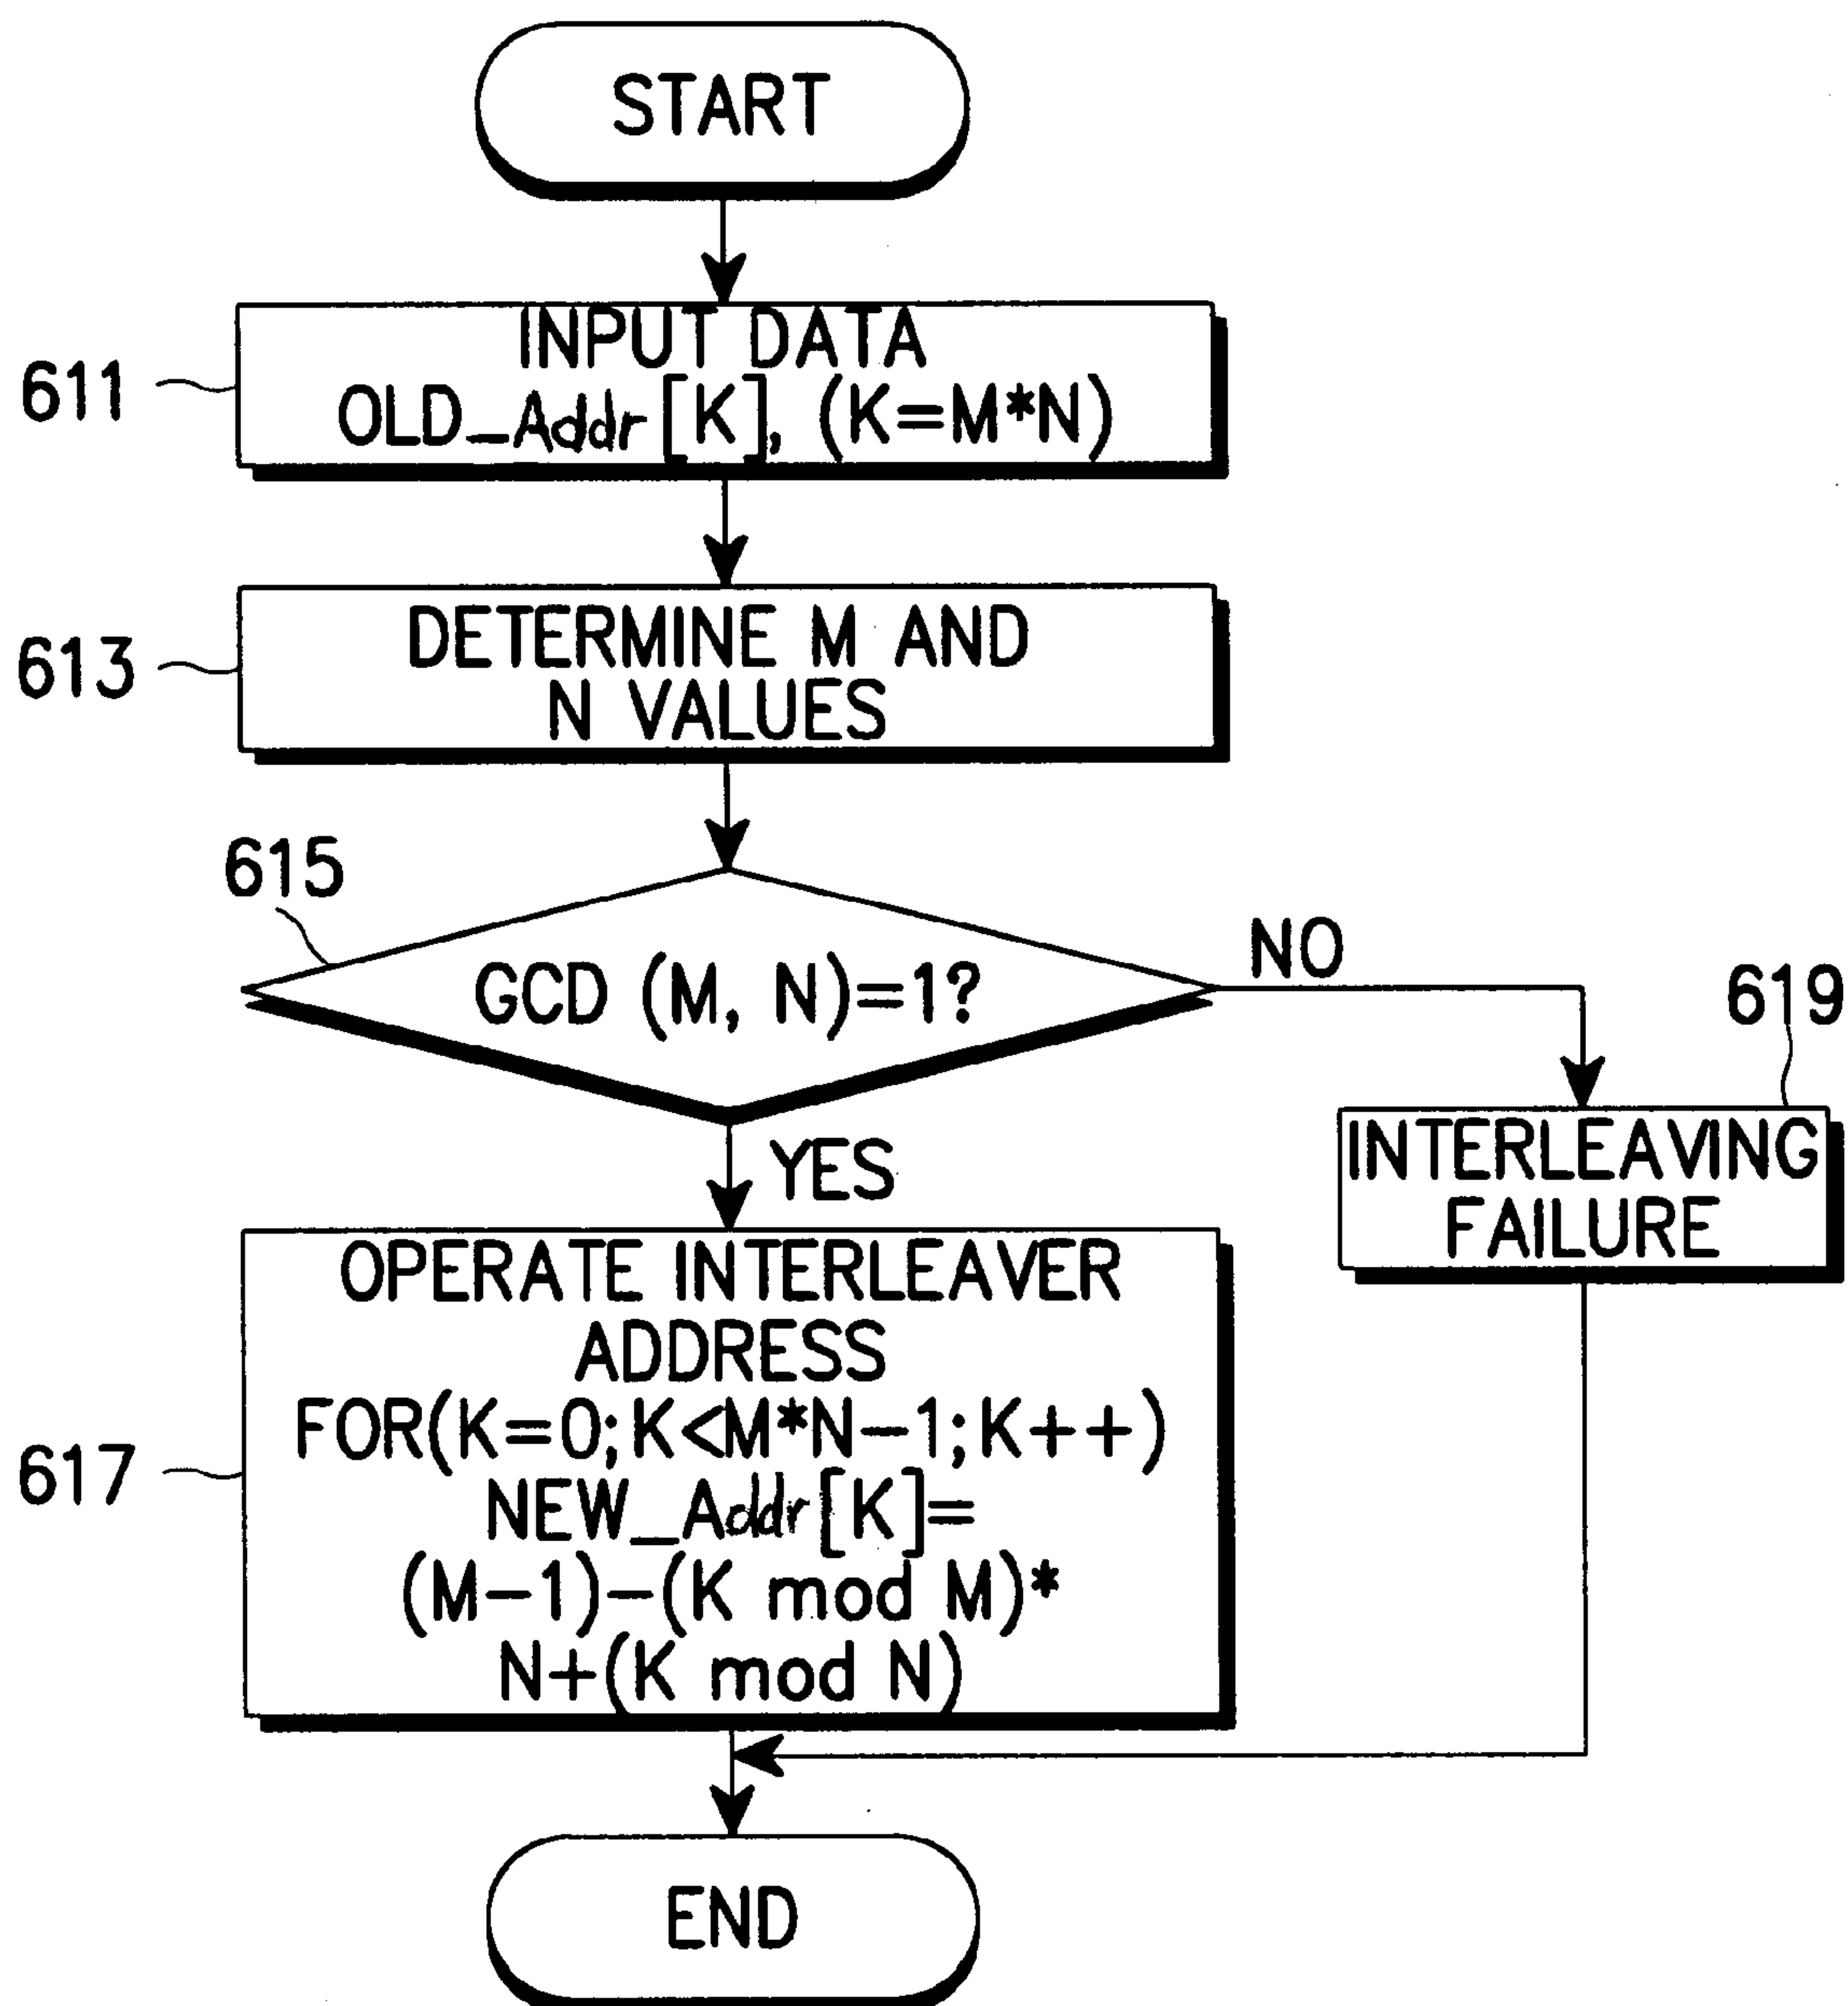 START
611
INPUT DATA
OLD_Addr[K], (K=M*N)
613
DETERMINE M AND
N VALUES
615
GCD (M, N)=1?
NO
619
YES
INTERLEAVING
FAILURE
617
OPERATE INTERLEAVER
ADDRESS
FOR(K=0;K<M*N-1;K++)
NEW_Addr[K]=
(M-1)-(K mod M)*
N+(K mod N)
END